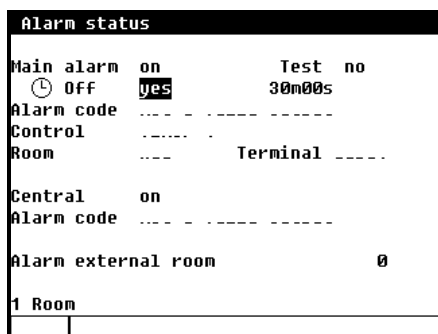 Alarm status
Main alarm on Test no
Off yes 30m00s
Alarm code
Control
Room Terminal
Central on
Alarm code
Alarm external room 0
1 Room